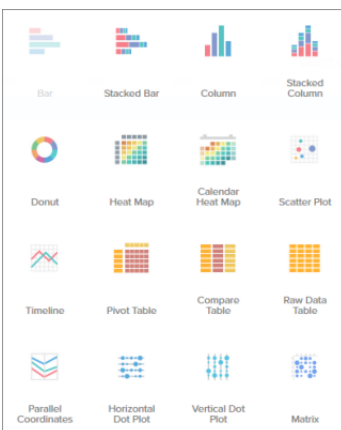 Bar
Stacked Bar
Column
Stacked
Column
Donut
Heat Map
Calendar
Heat Map
Scatter Plot
Timeline
Pivot Table
Compare
Table
Raw Data
Table
Parallel
Coordinates
Horizontal
Dot Plot
Vertical Dot
Plot
Matrix